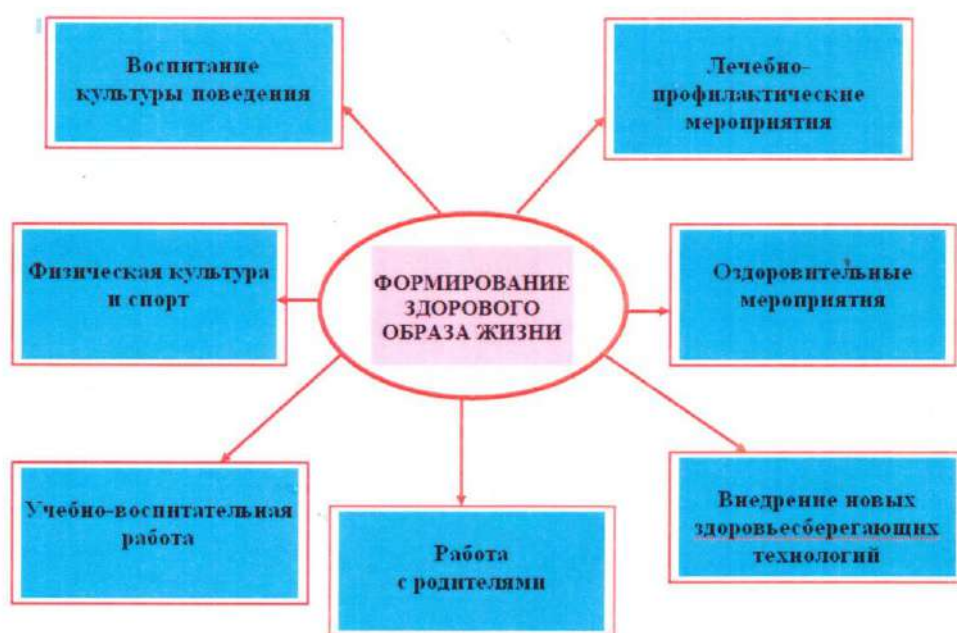 Воспитание
культуры поведения
Лечебно-
профилактические
мероприятия
Физическая культура
и спорт
ФОРМИРОВАНИЕ
ЗДОРОВОГО
ОБРАЗА ЖИЗНИ
Оздоровительные
мероприятия
Учебно-воспитательная
работа
Работа
с родителями
Внедрение новых
здоровьесберегающих
технологий